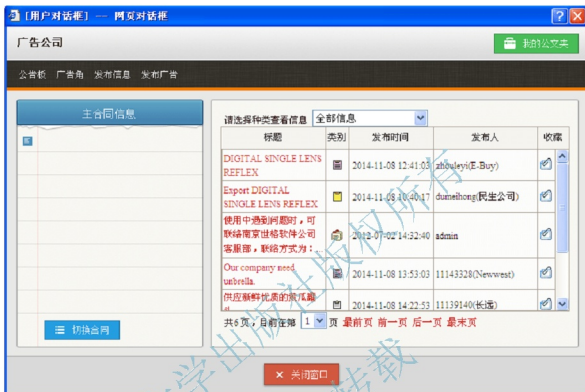 [用户对话框] -- 网页对话框
广告公司
我的公文夹
公告板 广告角 发布信息 发布广告
主合同信息
请选择种类查看信息 全部信息
标题 类别 发布时间 发布人 收藏
DIGITAL SINGLE LENS
REFLEX
2014-11-08 12:41:03 zhouleyi(E-Buy)
Export DIGITAL
SINGLE LENS REFLEX
2014-11-08 10:40:17 dumeihong(民生公司)
使用中遇到问题时,可
联络南京世格软件公司
客服部,联络方式为:
2012-07-02 14:32:40 admin
Our company need
unbrella.
2014-11-08 13:53:03 11143328(Newwest)
2014-11-08 14:22:53 11139140(长远)
共6页,目前在第 1 页 最前页 前一页 后一页 最末页
切换合同
关闭窗口